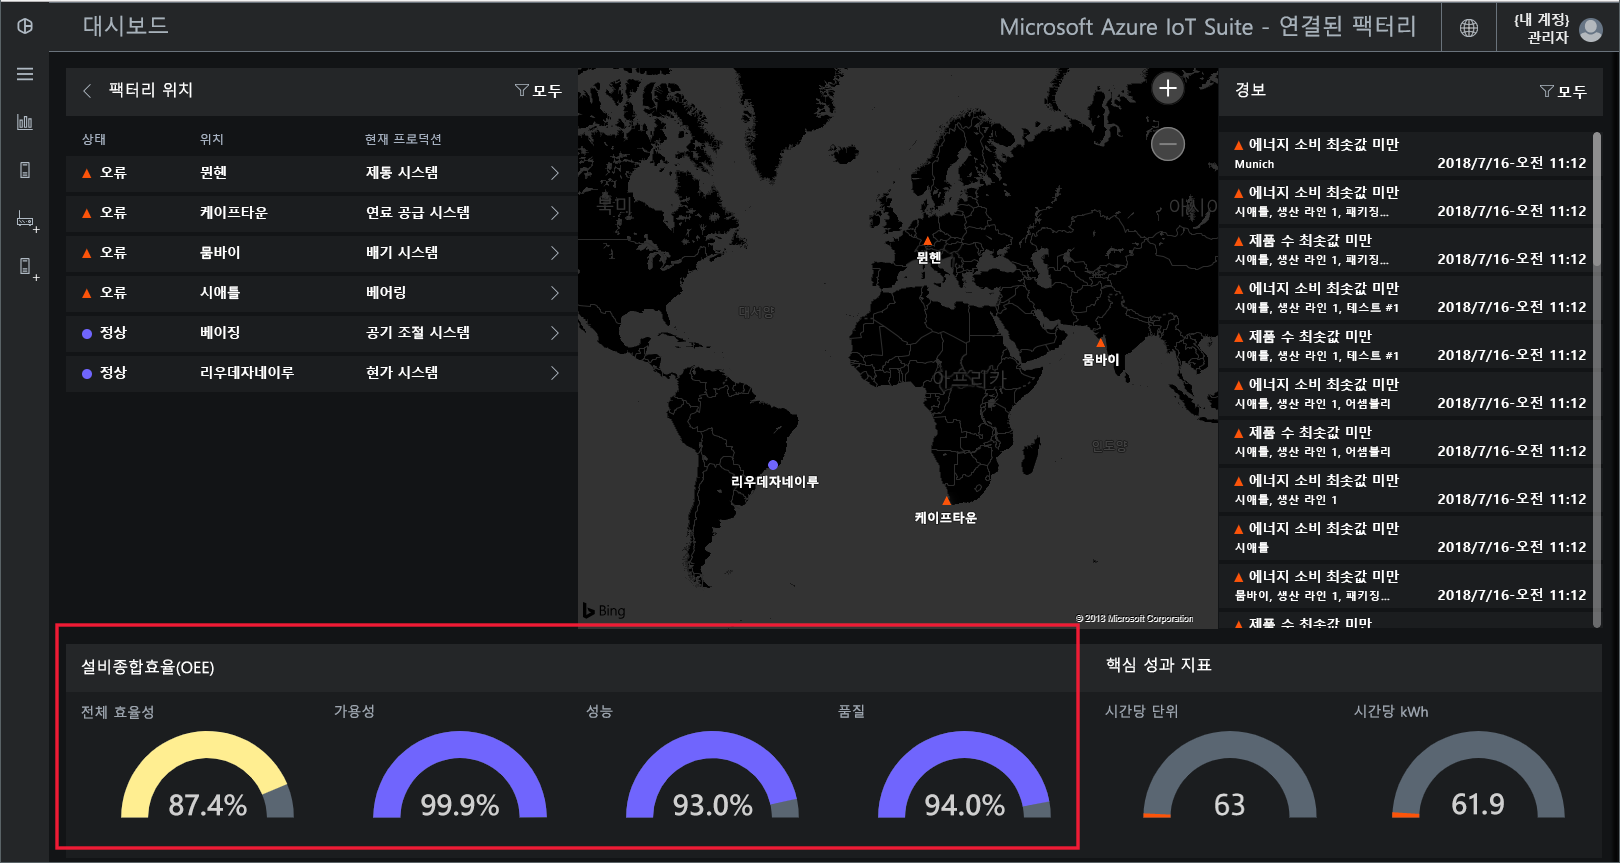 대시보드
Microsoft Azure IoT Suite - 연결된 팩터리
{내 계정}
관리자
팩터리 위치
모두
상태 위치 현재 프로덕션
오류 뮌헨 제통 시스템
오류 케이프타운 연료 공급 시스템
오류 뭄바이 배기 시스템
오류 시애틀 베어링
정상 베이징 공기 조절 시스템
정상 리우데자네이루 현가 시스템
북미
아시아
뮌헨
대서양
뭄바이
아프리카
인도양
리우데자네이루
케이프타운
Bing
© 2018 Microsoft Corporation
경보
모두
에너지 소비 최솟값 미만
Munich 2018/7/16-오전 11:12
에너지 소비 최솟값 미만
시애틀, 생산 라인 1, 패키징... 2018/7/16-오전 11:12
제품 수 최솟값 미만
시애틀, 생산 라인 1, 패키징... 2018/7/16-오전 11:12
에너지 소비 최솟값 미만
시애틀, 생산 라인 1, 테스트 #1 2018/7/16-오전 11:12
제품 수 최솟값 미만
시애틀, 생산 라인 1, 테스트 #1 2018/7/16-오전 11:12
에너지 소비 최솟값 미만
시애틀, 생산 라인 1, 어셈블리 2018/7/16-오전 11:12
제품 수 최솟값 미만
시애틀, 생산 라인 1, 어셈블리 2018/7/16-오전 11:12
에너지 소비 최솟값 미만
시애틀, 생산 라인 1 2018/7/16-오전 11:12
에너지 소비 최솟값 미만
시애틀 2018/7/16-오전 11:12
에너지 소비 최솟값 미만
뭄바이, 생산 라인 1, 패키징... 2018/7/16-오전 11:12
제품 수 최솟값 미만
설비종합효율(OEE)
전체 효율성 가용성 성능 품질
87.4% 99.9% 93.0% 94.0%
핵심 성과 지표
시간당 단위 시간당 kWh
63 61.9